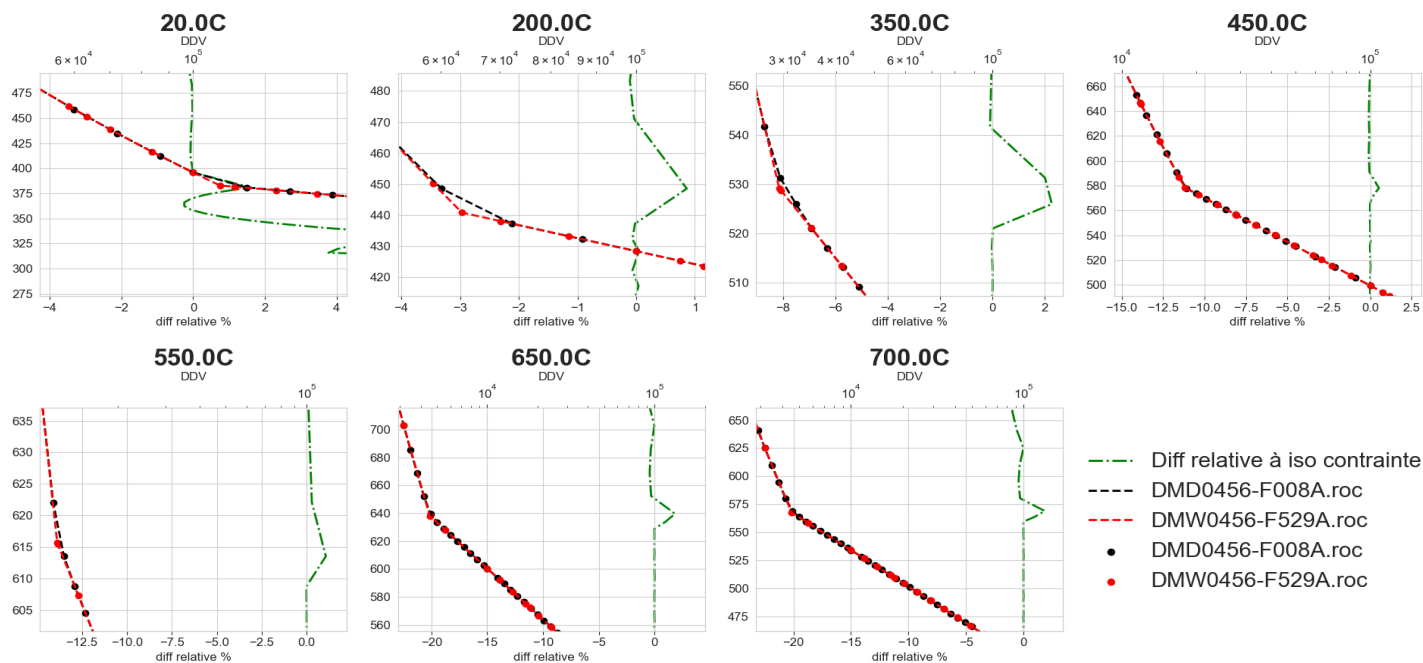 20.0C
DDV
6 × 10⁴ 10⁵
475
450
425
400
375
350
325
300
275
−4 −2 0 2 4
diff relative %
200.0C
DDV
6 × 10⁴ 7 × 10⁴ 8 × 10⁴ 9 × 10⁴ 10⁵
480
470
460
450
440
430
420
−4 −3 −2 −1 0 1
diff relative %
350.0C
DDV
3 × 10⁴ 4 × 10⁴ 6 × 10⁴ 10⁵
550
540
530
520
510
−8 −6 −4 −2 0 2
diff relative %
450.0C
DDV
10⁴ 10⁵
660
640
620
600
580
560
540
520
500
−15.0 −12.5 −10.0 −7.5 −5.0 −2.5 0.0 2.5
diff relative %
550.0C
DDV
10⁵
635
630
625
620
615
610
605
−12.5 −10.0 −7.5 −5.0 −2.5 0.0
diff relative %
650.0C
DDV
10⁴ 10⁵
700
680
660
640
620
600
580
560
−20 −15 −10 −5 0
diff relative %
700.0C
DDV
10⁴ 10⁵
650
625
600
575
550
525
500
475
−20 −15 −10 −5 0
diff relative %
Diff relative à iso contrainte
DMD0456-F008A.roc
DMW0456-F529A.roc
DMD0456-F008A.roc
DMW0456-F529A.roc